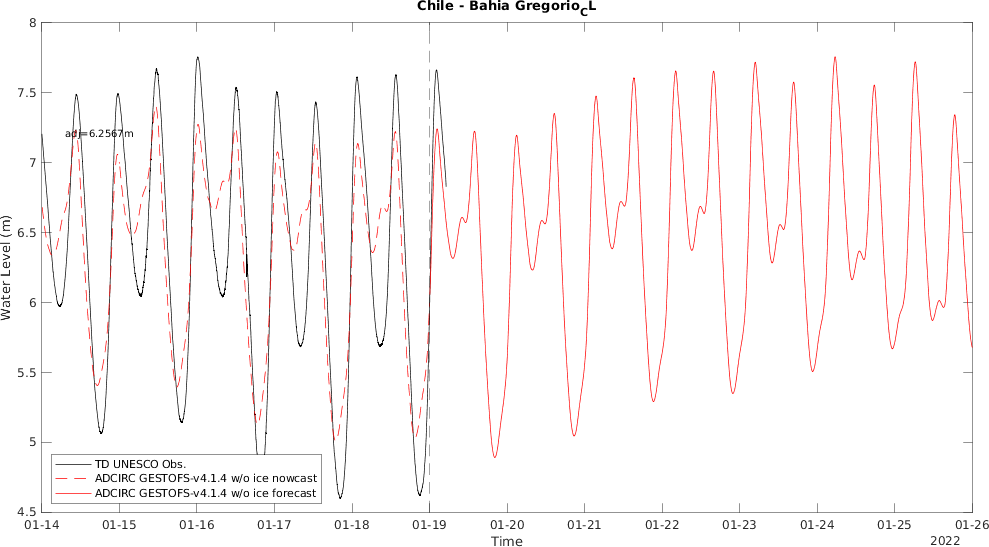 Chile - Bahia Gregorio_CL
8
7.5
7
6.5
6
5.5
5
4.5
Water Level (m)
adj=6.2567m
TD UNESCO Obs.
ADCIRC GESTOFS-v4.1.4 w/o ice nowcast
ADCIRC GESTOFS-v4.1.4 w/o ice forecast
01-14 01-15 01-16 01-17 01-18 01-19 01-20 01-21 01-22 01-23 01-24 01-25 01-26
Time
2022